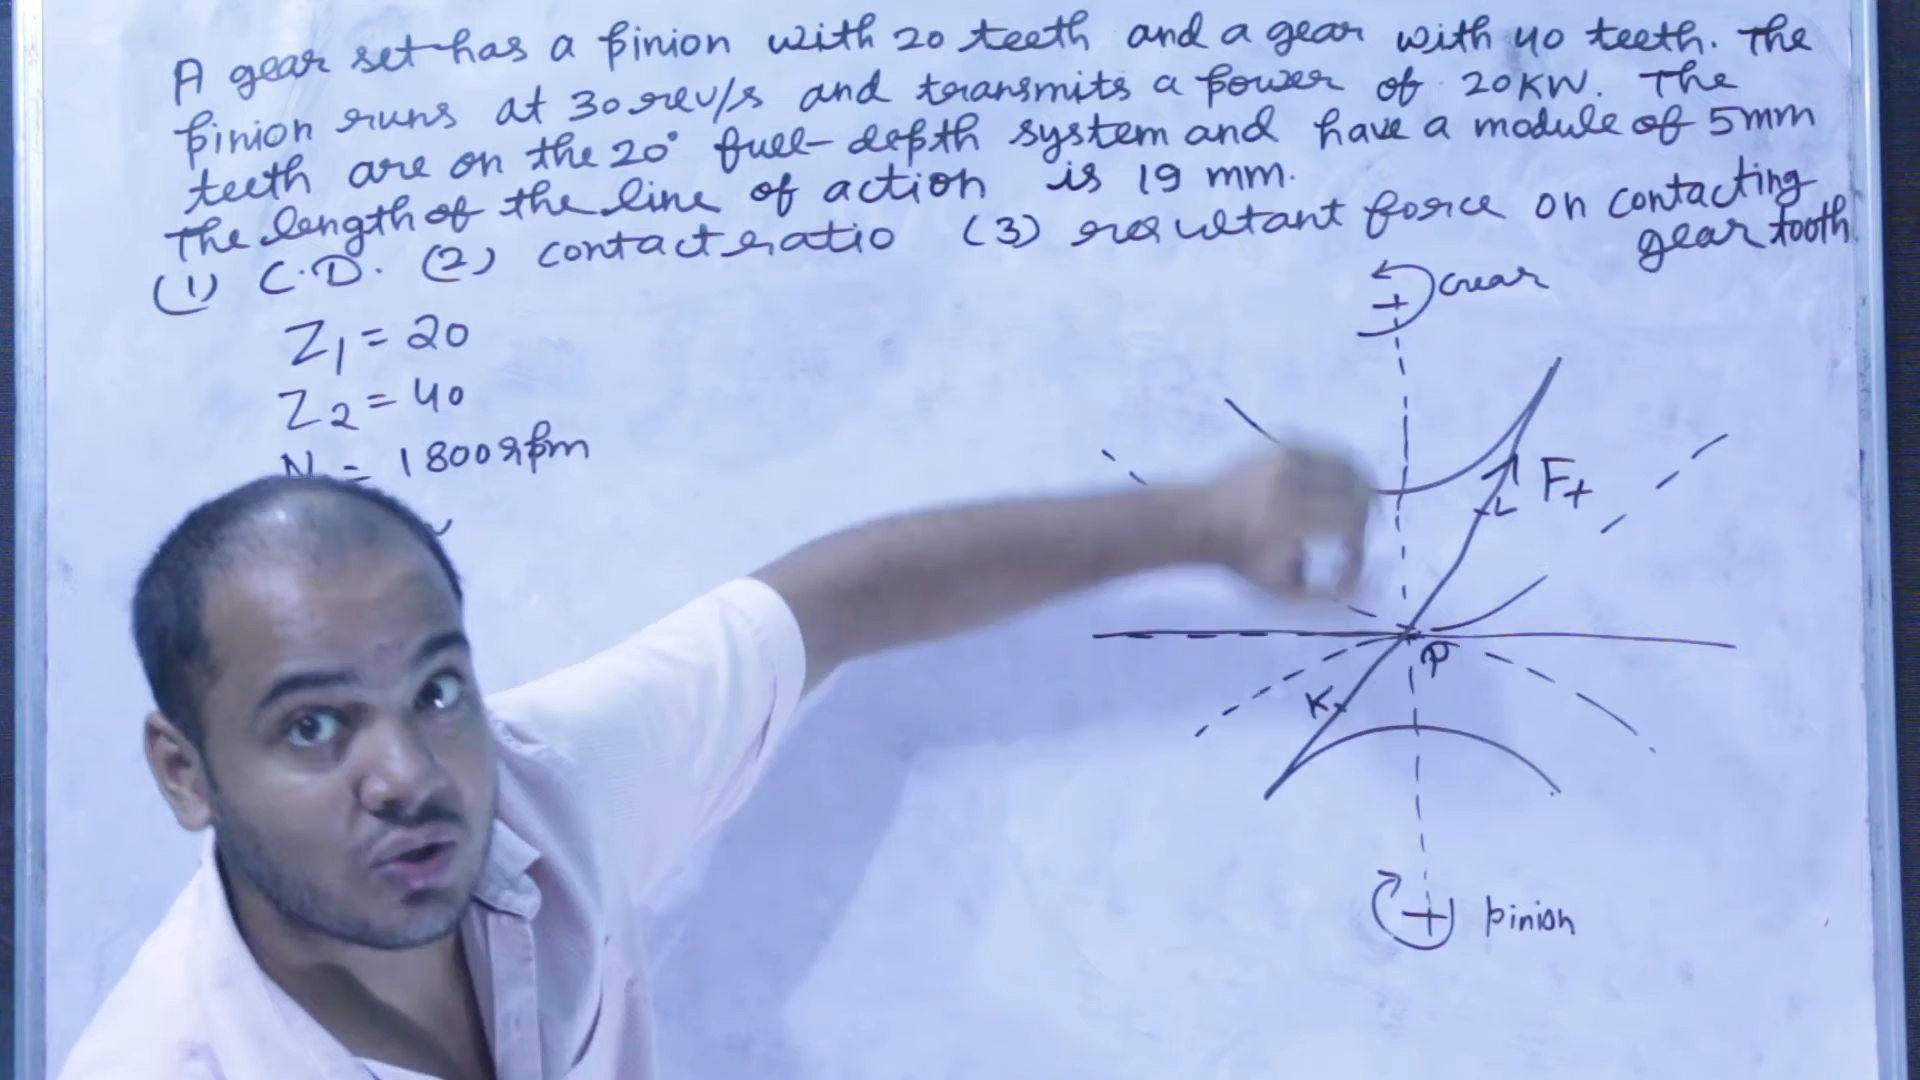 A gear set has a pinion with 20 teeth and a gear with 40 teeth. The
pinion runs at 30 rev/s and transmits a power of 20KW. The
teeth are on the 20° full-depth system and have a module of 5mm
The length of the line of action is 19 mm.
(1) C.D. (2) contact ratio (3) resultant force on contacting
gear tooth
Gear
Z1 = 20
Z2 = 40
N = 1800 rpm
F+
L
P
K
pinion